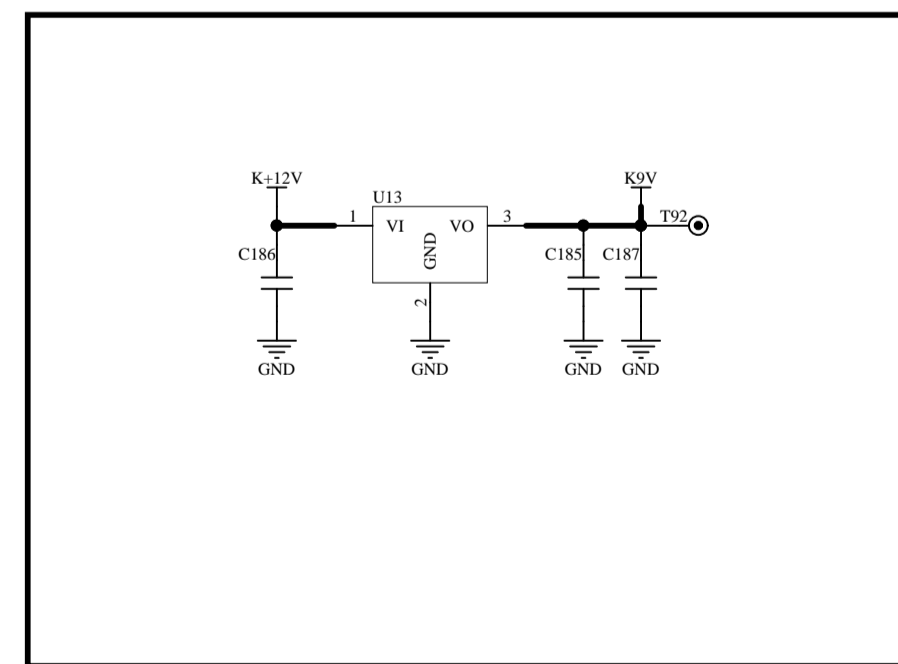 K+12V
K9V
U13
1
3
T92
VI
VO
GND
C186
C185
C187
2
GND
GND
GND
GND